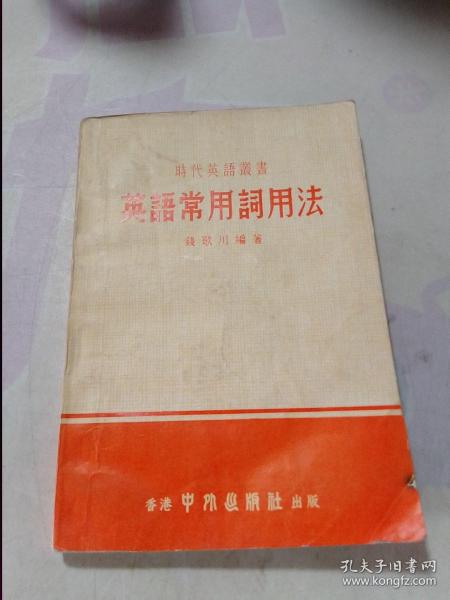 時代英語叢書
英語常用詞用法
錢歌川編著
香港中外出版社出版
孔夫子旧书网
www.kongfz.com